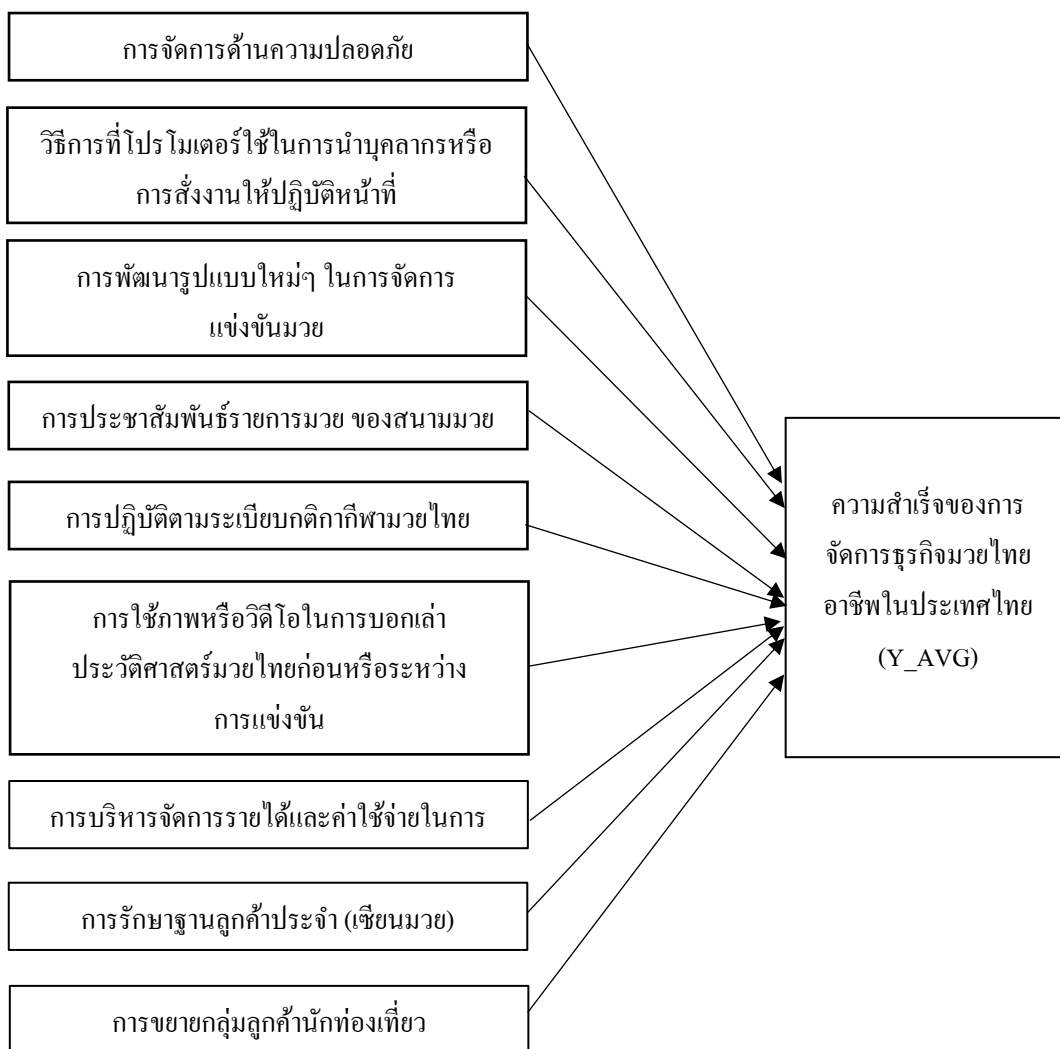 การจัดการด้านความปลอดภัย
วิธีการที่โปรโมเตอร์ใช้ในการนำบุคลากรหรือ
การสั่งงานให้ปฏิบัติหน้าที่
การพัฒนารูปแบบใหม่ๆ ในการจัดการ
แข่งขันมวย
การประชาสัมพันธ์รายการมวย ของสนามมวย
การปฏิบัติตามระเบียบกติกากีฬามวยไทย
การใช้ภาพหรือวิดีโอในการบอกเล่า
ประวัติศาสตร์มวยไทยก่อนหรือระหว่าง
การแข่งขัน
การบริหารจัดการรายได้และค่าใช้จ่ายในการ
การรักษาฐานลูกค้าประจำ (เซียนมวย)
การขยายกลุ่มลูกค้านักท่องเที่ยว
ความสำเร็จของการ
จัดการธุรกิจมวยไทย
อาชีพในประเทศไทย
(Y_AVG)